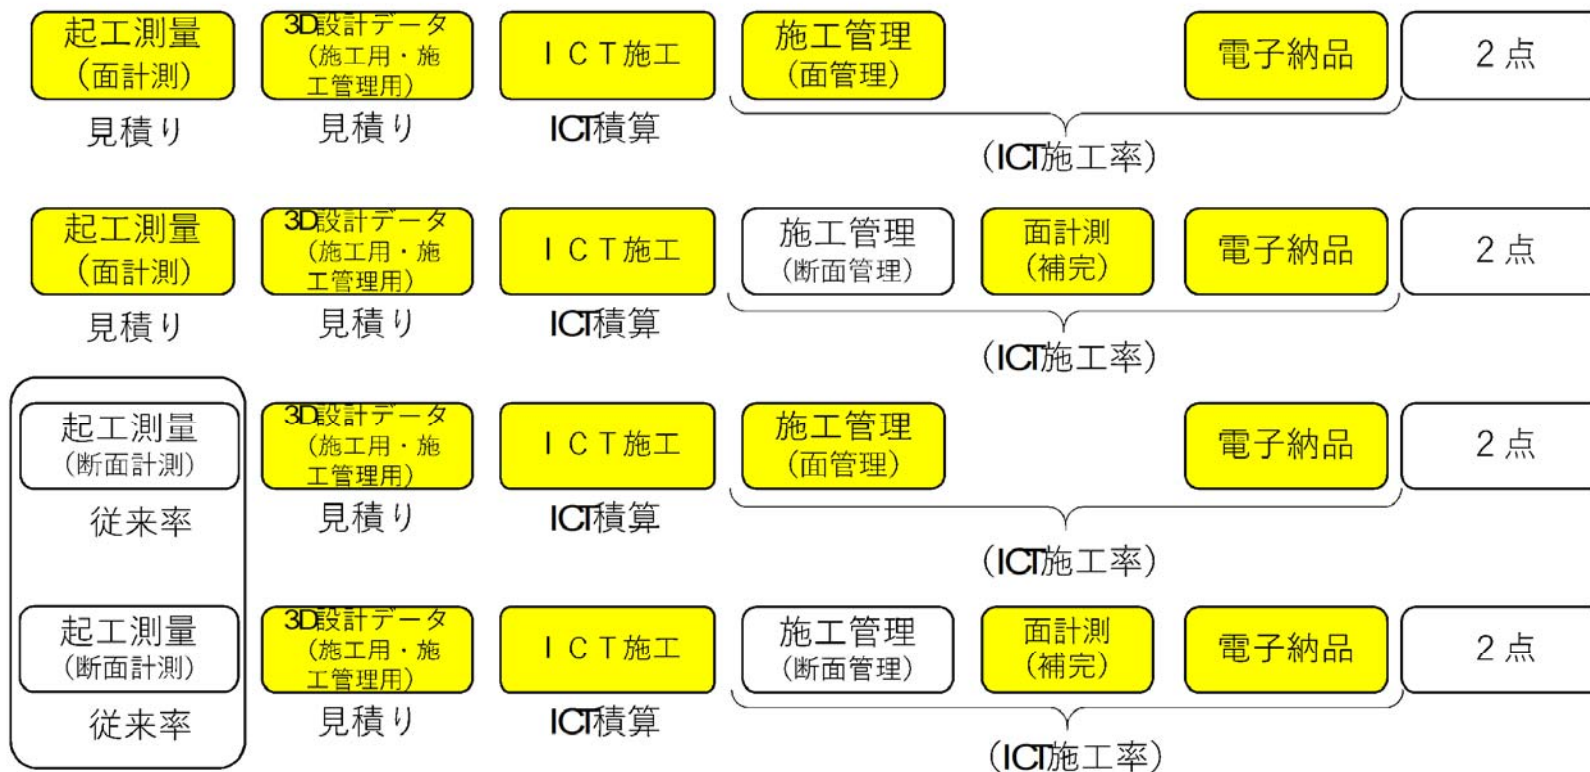 起工測量
(面計測)
3D設計データ
(施工用・施
工管理用)
ICT施工
施工管理
(面管理)
電子納品
2点
見積り
見積り
ICT積算
(ICT施工率)
起工測量
(面計測)
3D設計データ
(施工用・施
工管理用)
ICT施工
施工管理
(断面管理)
面計測
(補完)
電子納品
2点
見積り
見積り
ICT積算
(ICT施工率)
起工測量
(断面計測)
3D設計データ
(施工用・施
工管理用)
ICT施工
施工管理
(面管理)
電子納品
2点
従来率
見積り
ICT積算
(ICT施工率)
起工測量
(断面計測)
3D設計データ
(施工用・施
工管理用)
ICT施工
施工管理
(断面管理)
面計測
(補完)
電子納品
2点
従来率
見積り
ICT積算
(ICT施工率)